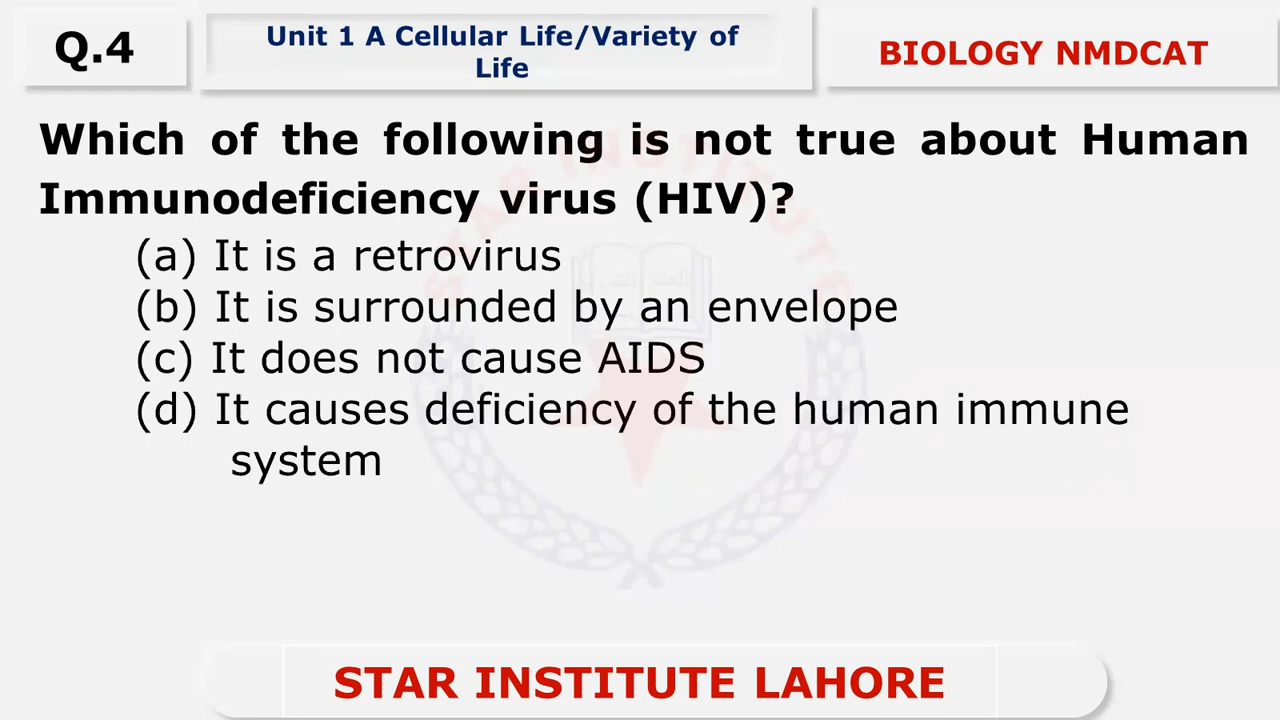 Q.4
Unit 1 A Cellular Life/Variety of
Life
BIOLOGY NMDCAT
Which of the following is not true about Human
Immunodeficiency virus (HIV)?
(a) It is a retrovirus
(b) It is surrounded by an envelope
(c) It does not cause AIDS
(d) It causes deficiency of the human immune
system
STAR INSTITUTE
STAR INSTITUTE LAHORE